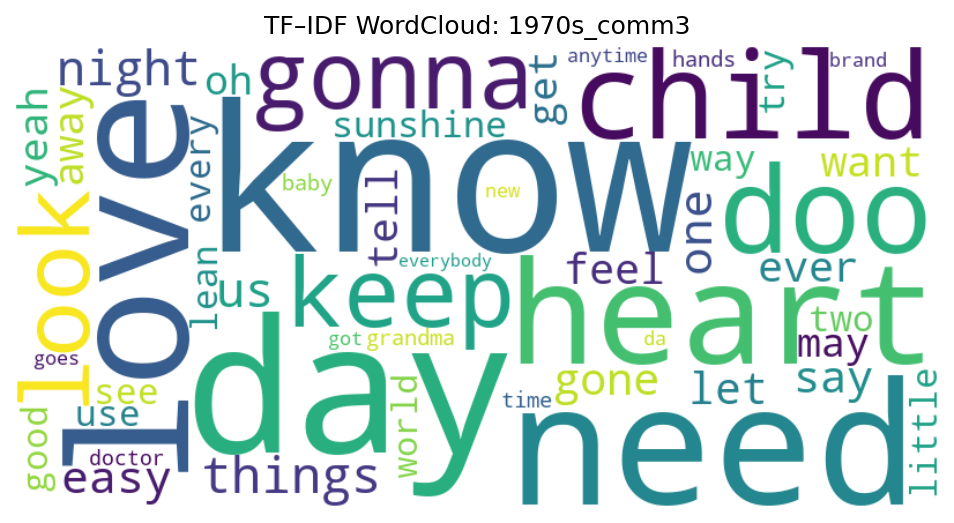 TF–IDF WordCloud: 1970s_comm3
night
oh
gonna
get
anytime
hands
brand
child
try
yeah
away
love
every
sunshine
know
baby
tell
new
way
want
one
doo
look
lean
us
keep
everybody
feel
ever
heart
two
may
got
grandma
da
goes
day
see
use
good
doctor
easy
things
world
time
gone
let
say
need
little